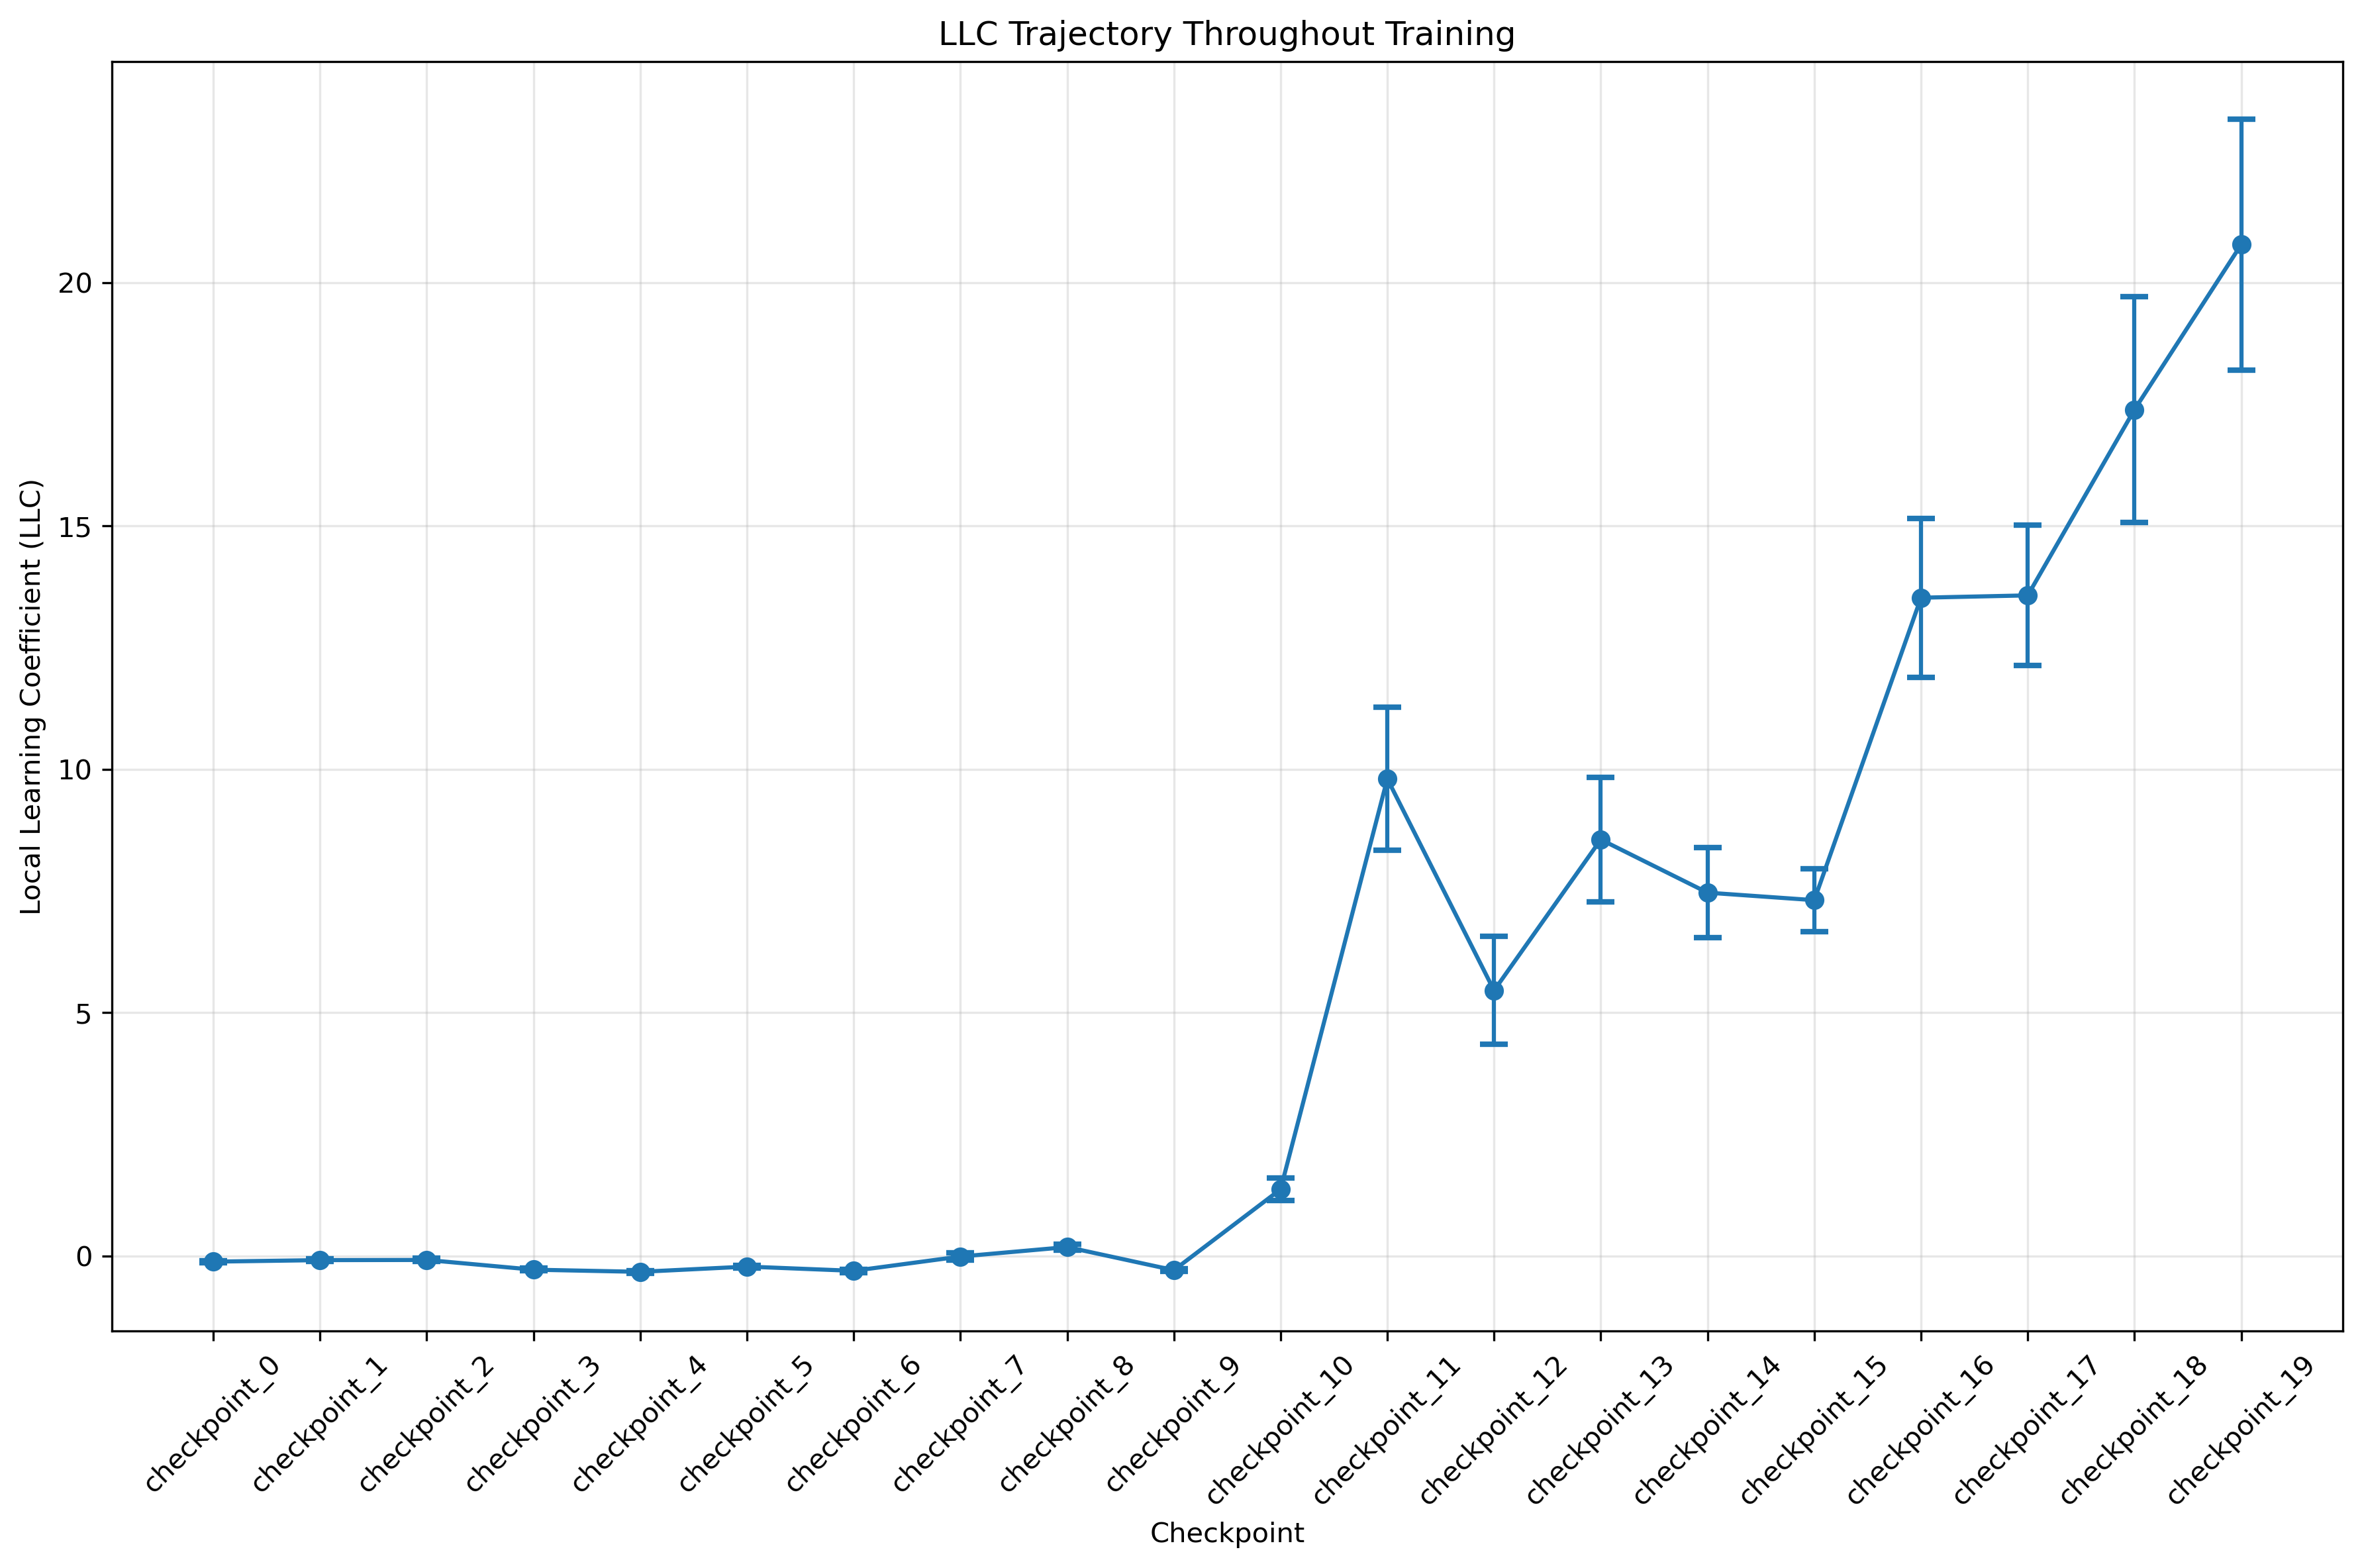 LLC Trajectory Throughout Training
Local Learning Coefficient (LLC)
20
15
10
5
0
checkpoint_0
checkpoint_1
checkpoint_2
checkpoint_3
checkpoint_4
checkpoint_5
checkpoint_6
checkpoint_7
checkpoint_8
checkpoint_9
checkpoint_10
checkpoint_11
checkpoint_12
checkpoint_13
checkpoint_14
checkpoint_15
checkpoint_16
checkpoint_17
checkpoint_18
checkpoint_19
Checkpoint